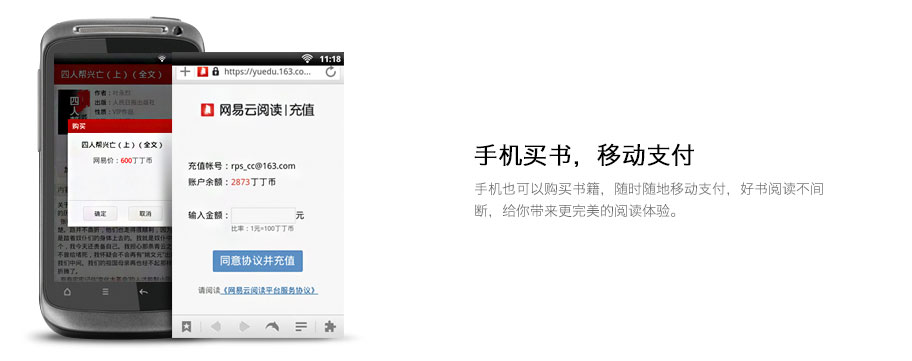 四人帮兴亡（上）（全文）
作者：叶永烈
出版：人民日报出版社
性质：VIP作品
购买
四人帮兴亡（上）（全文）
网易价：600丁丁币
确定
取消
11:18
https://yuedu.163.co...
网易云阅读|充值
充值帐号：rps_cc@163.com
账户余额：2873丁丁币
输入金额：
元
比率：1元=100丁丁币
同意协议并充值
请阅读《网易云阅读平台服务协议》
手机买书，移动支付
手机也可以购买书籍，随时随地移动支付，好书阅读不间
断，给你带来更完美的阅读体验。